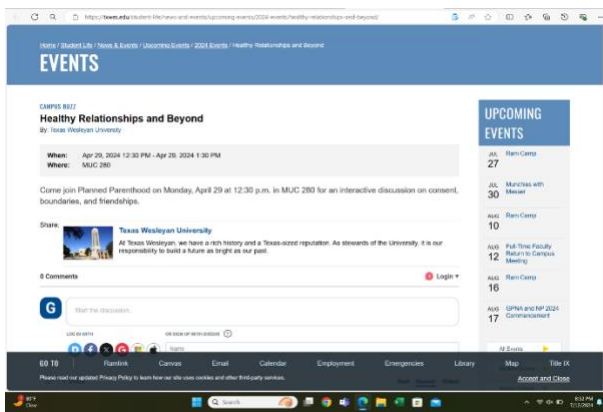 https://txwes.edu/student-life/news-and-events/upcoming-events/2024-events/healthy-relationships-and-beyond/
Home / Student Life / News & Events / Upcoming Events / 2024 Events / Healthy Relationships and Beyond
EVENTS
CAMPUS BUZZ
Healthy Relationships and Beyond
By: Texas Wesleyan University
When: Apr 29, 2024 12:30 PM - Apr 29, 2024 1:30 PM
Where: MUC 280
Come join Planned Parenthood on Monday, April 29 at 12:30 p.m. in MUC 280 for an interactive discussion on consent,
boundaries, and friendships.
Share:
Texas Wesleyan University
At Texas Wesleyan, we have a rich history and a Texas-sized reputation. As stewards of the University, it is our
responsibility to build a future as bright as our past.
0 Comments
Login
G
Start the discussion...
LOG IN WITH
OR SIGN UP WITH DISQUS
Name
UPCOMING
EVENTS
JUL 27 Ram Camp
JUL 30 Munchies with
Messer
AUG 10 Ram Camp
AUG 12 Full-Time Faculty
Return to Campus
Meeting
AUG 16 Ram Camp
AUG 17 GPNA and NP 2024
Commencement
All Events
GO TO Ramlink Canvas Email Calendar Employment Emergencies Library Map Title IX
Please read our updated Privacy Policy to learn how our site uses cookies and other third-party services.
Accept and Close
Clear
Search
8:52 PM
7/12/2024